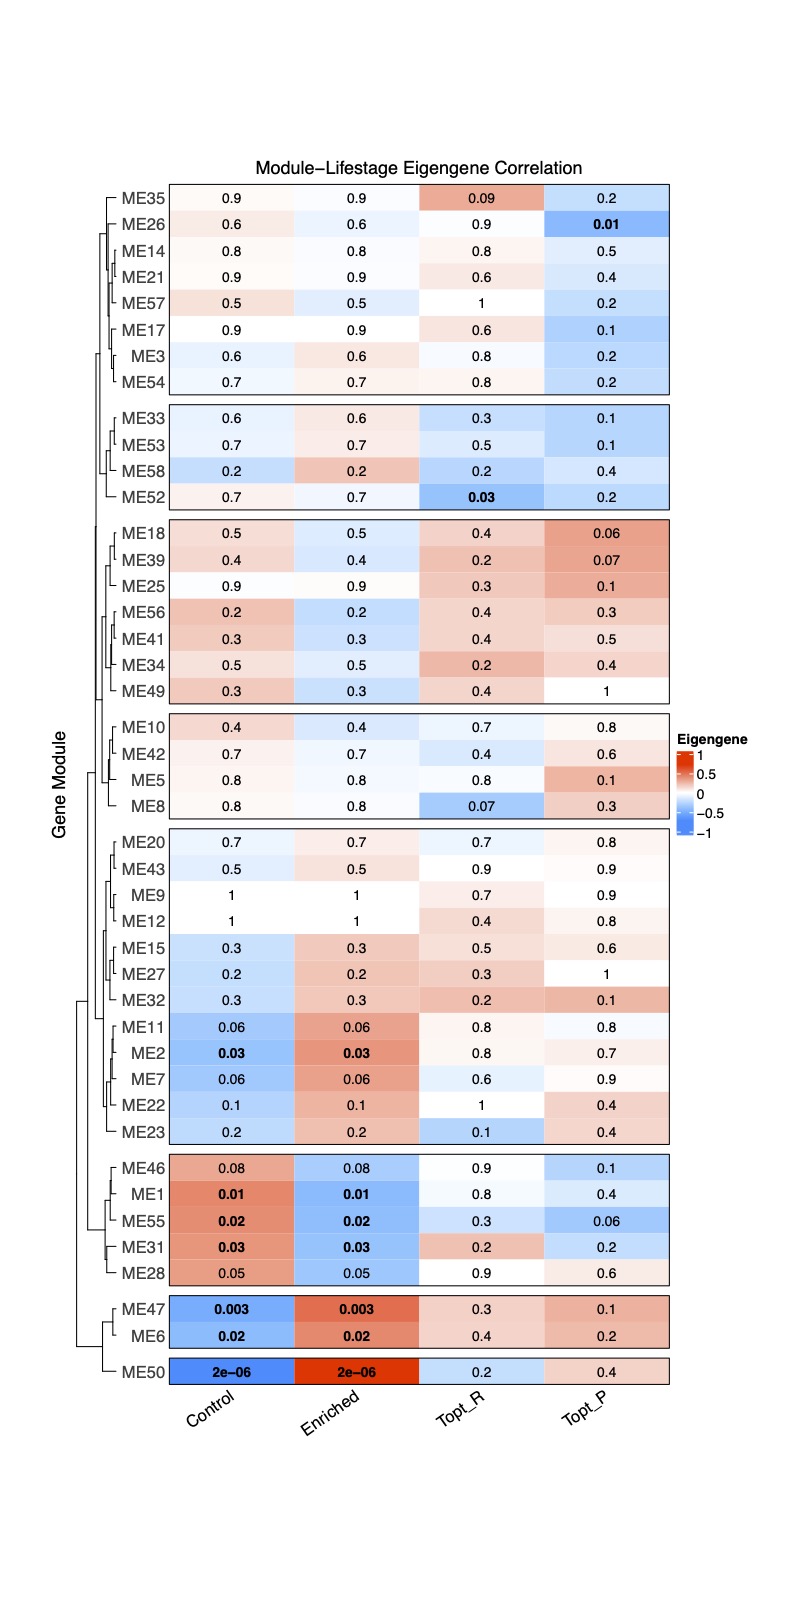 Module−Lifestage Eigengene Correlation
ME35 0.9 0.9 0.09 0.2
ME26 0.6 0.6 0.9 0.01
ME14 0.8 0.8 0.8 0.5
ME21 0.9 0.9 0.6 0.4
ME57 0.5 0.5 1 0.2
ME17 0.9 0.9 0.6 0.1
ME3 0.6 0.6 0.8 0.2
ME54 0.7 0.7 0.8 0.2
ME33 0.6 0.6 0.3 0.1
ME53 0.7 0.7 0.5 0.1
ME58 0.2 0.2 0.2 0.4
ME52 0.7 0.7 0.03 0.2
ME18 0.5 0.5 0.4 0.06
ME39 0.4 0.4 0.2 0.07
ME25 0.9 0.9 0.3 0.1
ME56 0.2 0.2 0.4 0.3
ME41 0.3 0.3 0.4 0.5
ME34 0.5 0.5 0.2 0.4
ME49 0.3 0.3 0.4 1
ME10 0.4 0.4 0.7 0.8
ME42 0.7 0.7 0.4 0.6
ME5 0.8 0.8 0.8 0.1
ME8 0.8 0.8 0.07 0.3
ME20 0.7 0.7 0.7 0.8
ME43 0.5 0.5 0.9 0.9
ME9 1 1 0.7 0.9
ME12 1 1 0.4 0.8
ME15 0.3 0.3 0.5 0.6
ME27 0.2 0.2 0.3 1
ME32 0.3 0.3 0.2 0.1
ME11 0.06 0.06 0.8 0.8
ME2 0.03 0.03 0.8 0.7
ME7 0.06 0.06 0.6 0.9
ME22 0.1 0.1 1 0.4
ME23 0.2 0.2 0.1 0.4
ME46 0.08 0.08 0.9 0.1
ME1 0.01 0.01 0.8 0.4
ME55 0.02 0.02 0.3 0.06
ME31 0.03 0.03 0.2 0.2
ME28 0.05 0.05 0.9 0.6
ME47 0.003 0.003 0.3 0.1
ME6 0.02 0.02 0.4 0.2
ME50 2e−06 2e−06 0.2 0.4
Control Enriched Topt_R Topt_P
Gene Module
Eigengene
1
0.5
0
−0.5
−1